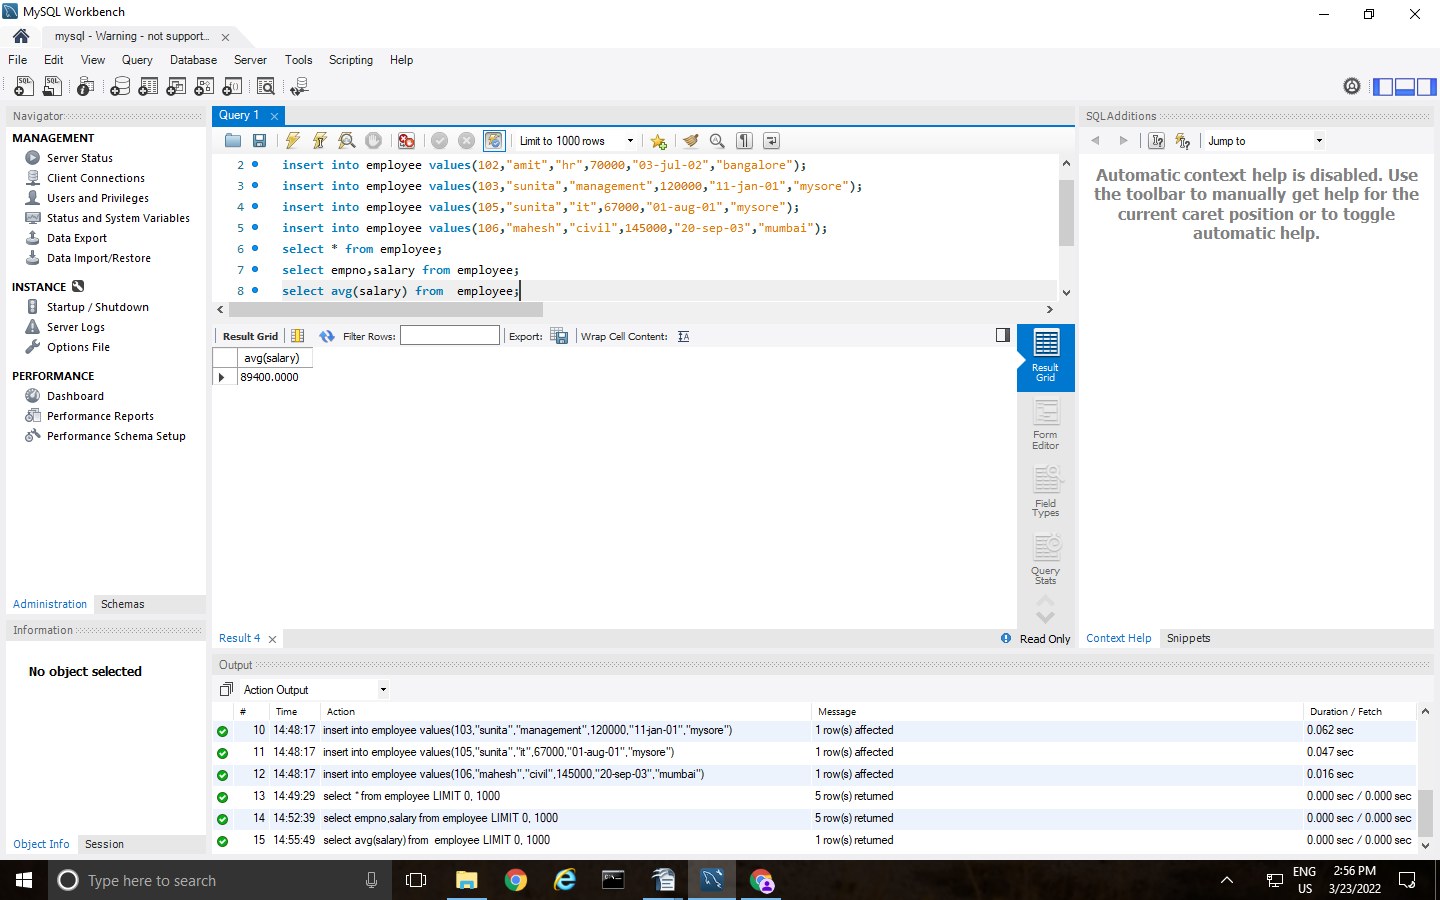 MySQL Workbench
mysql - Warning - not support...
File Edit View Query Database Server Tools Scripting Help
Navigator
MANAGEMENT
Server Status
Client Connections
Users and Privileges
Status and System Variables
Data Export
Data Import/Restore
INSTANCE
Startup / Shutdown
Server Logs
Options File
PERFORMANCE
Dashboard
Performance Reports
Performance Schema Setup
Administration Schemas
Information
No object selected
Object Info Session
Query 1
Limit to 1000 rows
2 insert into employee values(102,"amit","hr",70000,"03-jul-02","bangalore");
3 insert into employee values(103,"sunita","management",120000,"11-jan-01","mysore");
4 insert into employee values(105,"sunita","it",67000,"01-aug-01","mysore");
5 insert into employee values(106,"mahesh","civil",145000,"20-sep-03","mumbai");
6 select * from employee;
7 select empno,salary from employee;
8 select avg(salary) from  employee;
Result Grid Filter Rows: Export: Wrap Cell Content:
avg(salary)
89400.0000
Result
Grid
Form
Editor
Field
Types
Query
Stats
Result 4 Read Only
SQLAdditions
Jump to
Automatic context help is disabled. Use
the toolbar to manually get help for the
current caret position or to toggle
automatic help.
Context Help Snippets
Output
Action Output
# Time Action Message Duration / Fetch
10 14:48:17 insert into employee values(103,"sunita","management",120000,"11-jan-01","mysore") 1 row(s) affected 0.062 sec
11 14:48:17 insert into employee values(105,"sunita","it",67000,"01-aug-01","mysore") 1 row(s) affected 0.047 sec
12 14:48:17 insert into employee values(106,"mahesh","civil",145000,"20-sep-03","mumbai") 1 row(s) affected 0.016 sec
13 14:49:29 select * from employee LIMIT 0, 1000 5 row(s) returned 0.000 sec / 0.000 sec
14 14:52:39 select empno,salary from employee LIMIT 0, 1000 5 row(s) returned 0.000 sec / 0.000 sec
15 14:55:49 select avg(salary) from  employee LIMIT 0, 1000 1 row(s) returned 0.000 sec / 0.000 sec
Type here to search
ENG
US
2:56 PM
3/23/2022